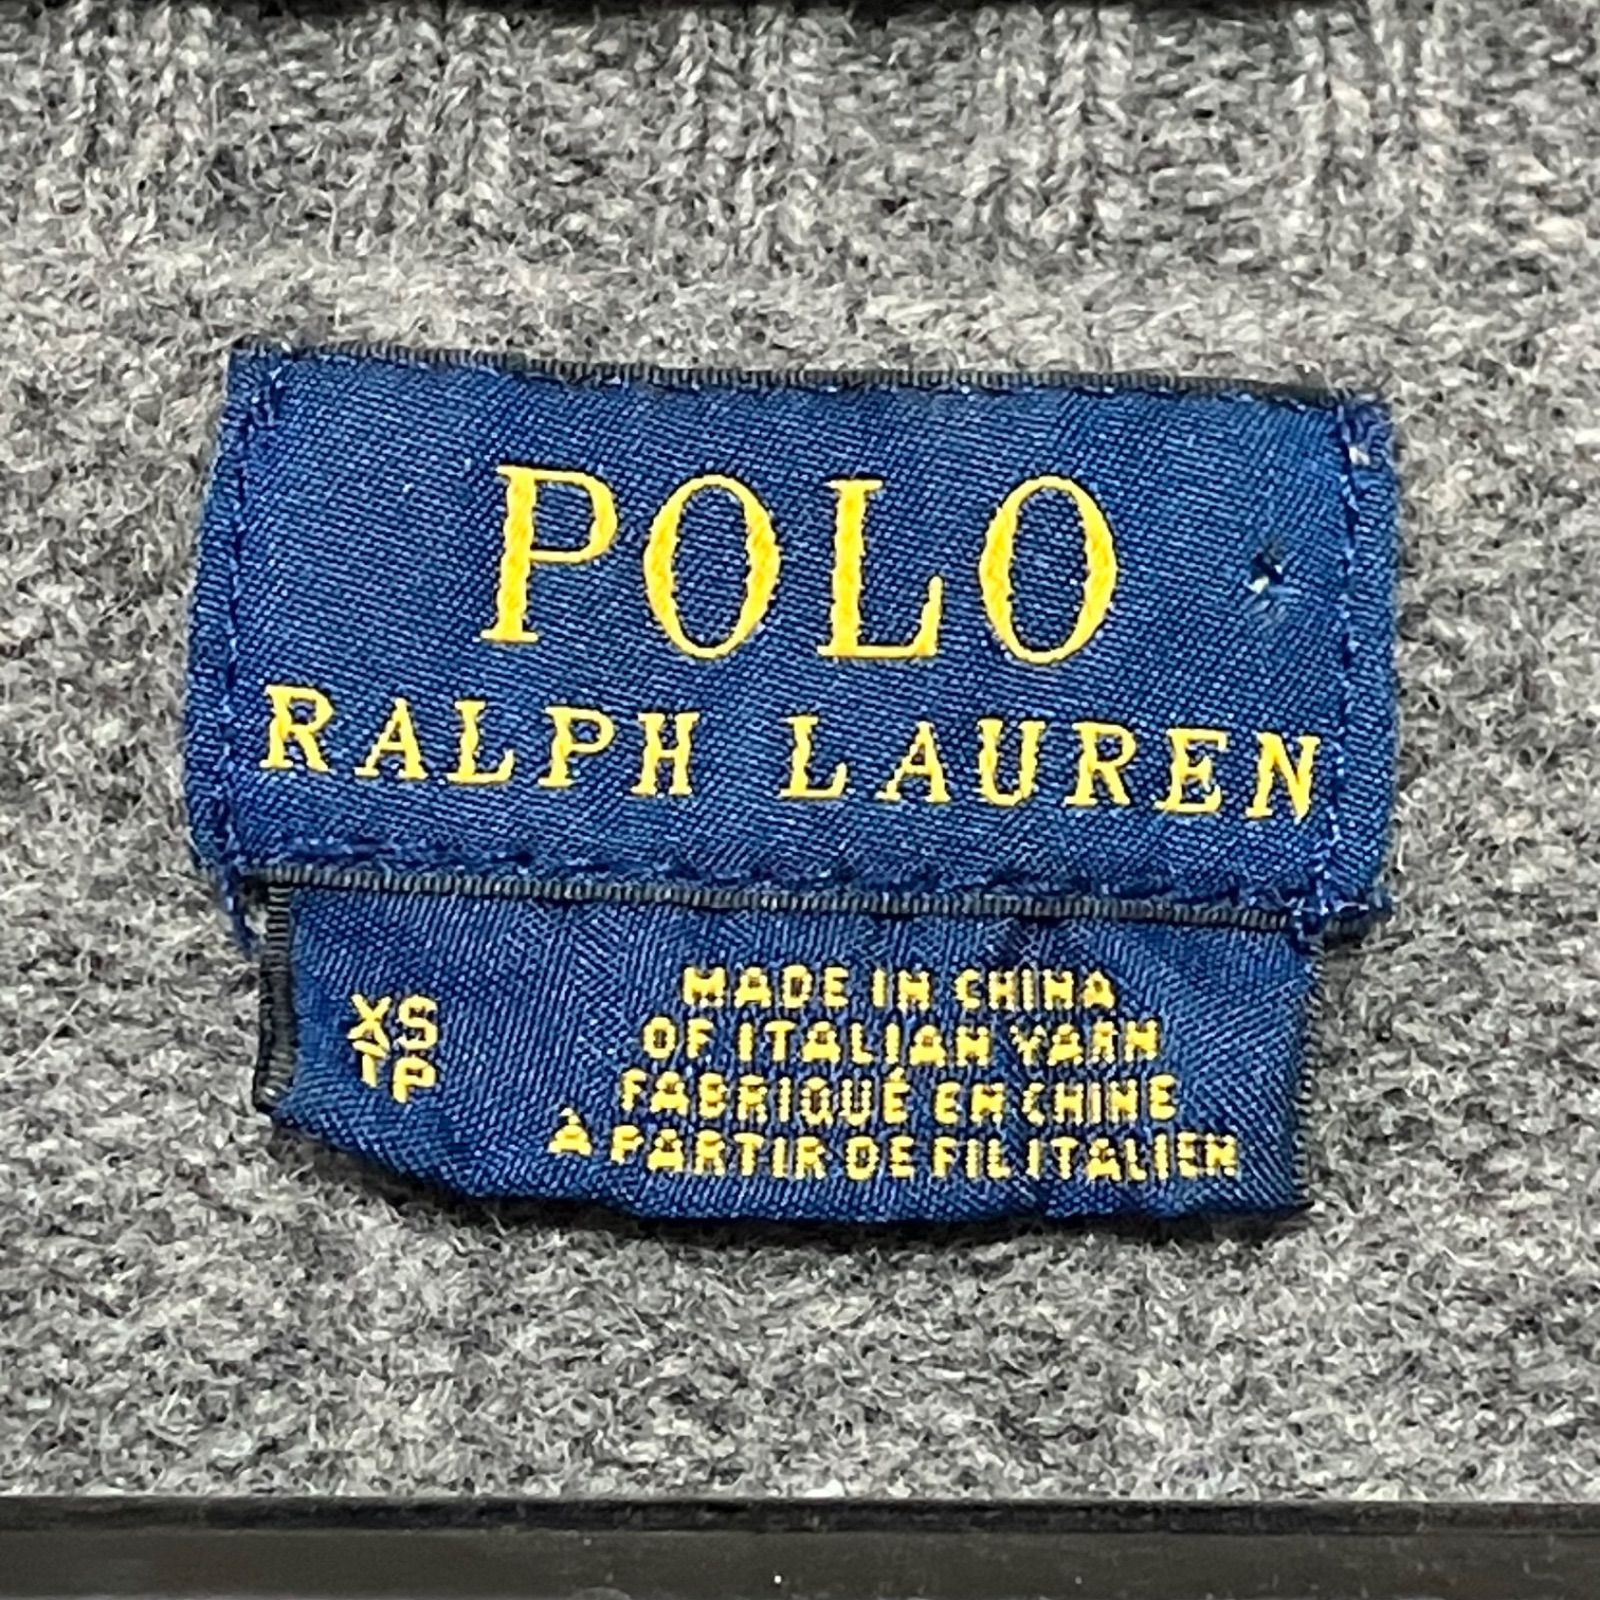 POLO
RALPH LAUREN
XS
TP
MADE IN CHINA
OF ITALIAN YARN
FABRIQUÉ EN CHINE
À PARTIR DE FIL ITALIEN